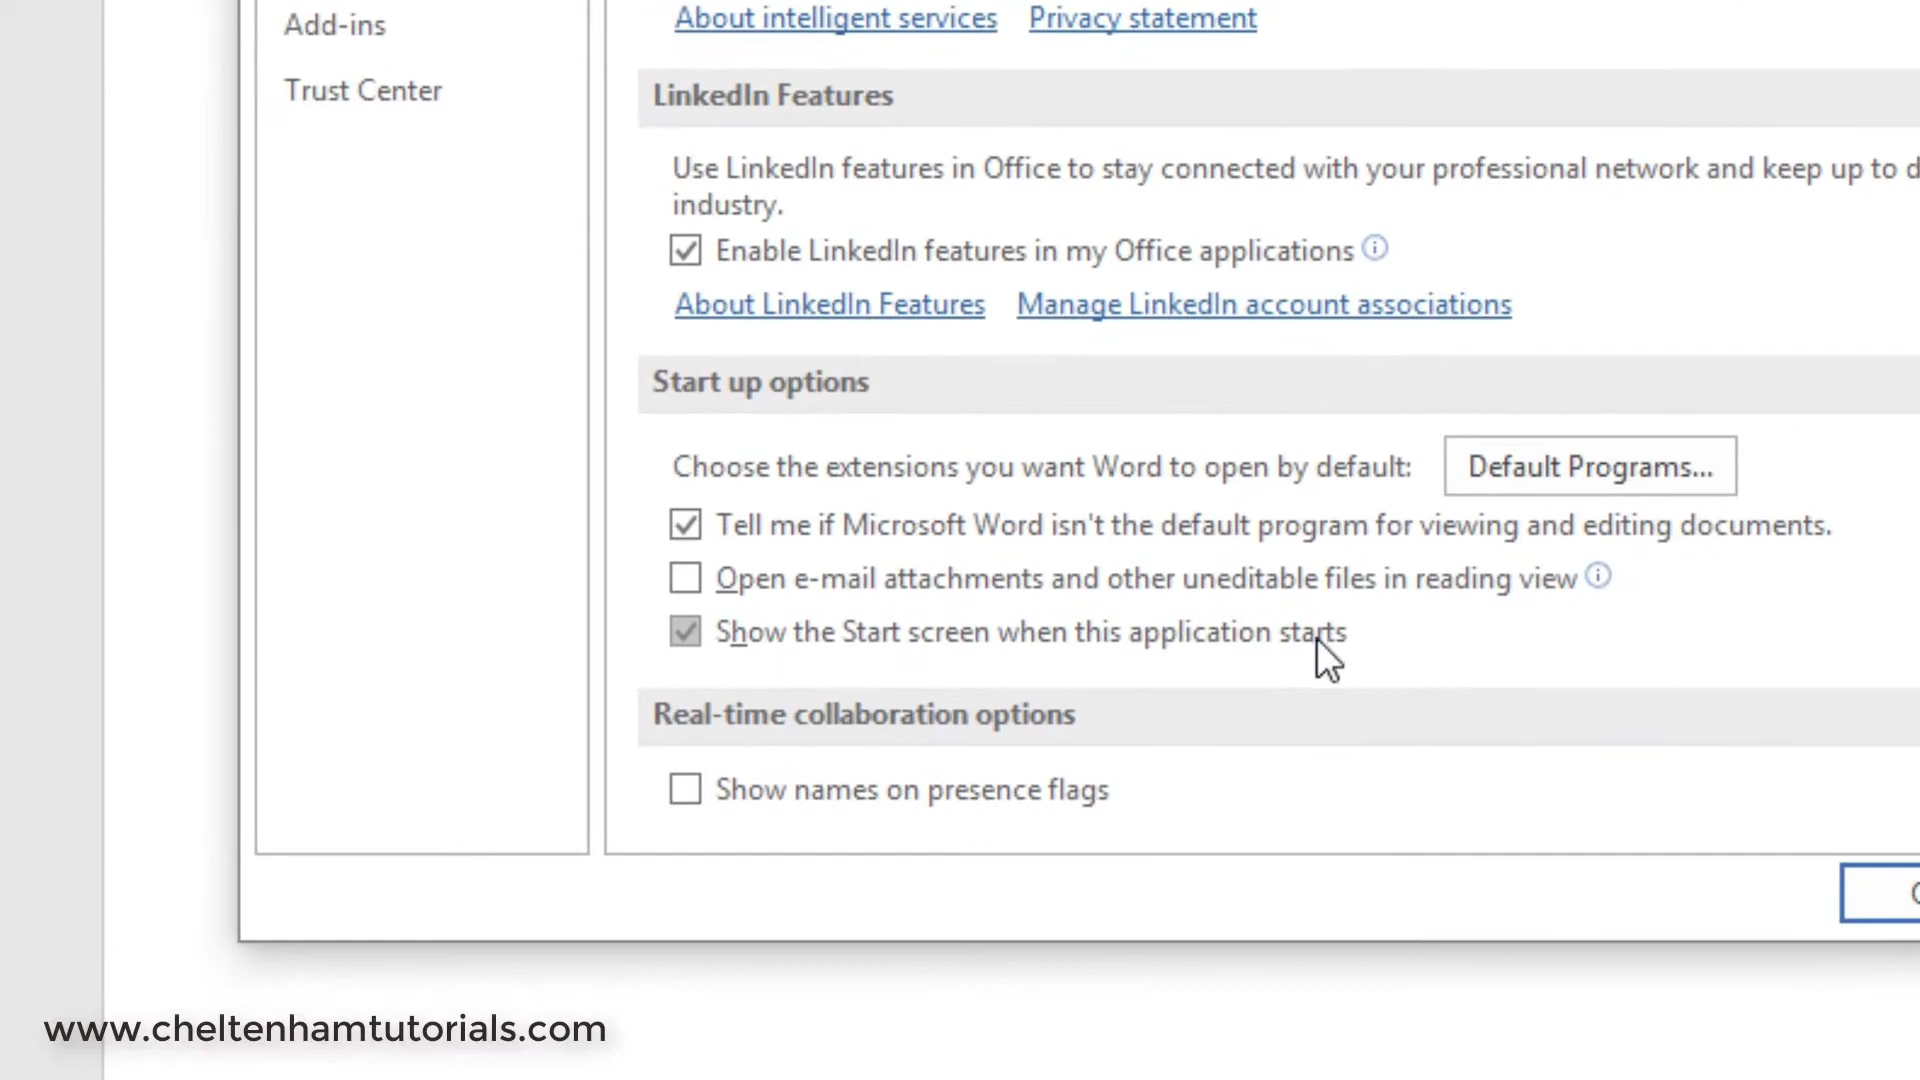 Add-ins
Trust Center
About intelligent services Privacy statement
LinkedIn Features
Use LinkedIn features in Office to stay connected with your professional network and keep up to
industry.
Enable LinkedIn features in my Office applications
About LinkedIn Features Manage LinkedIn account associations
Start up options
Choose the extensions you want Word to open by default: Default Programs...
Tell me if Microsoft Word isn't the default program for viewing and editing documents.
Open e-mail attachments and other uneditable files in reading view
Show the Start screen when this application starts
Real-time collaboration options
Show names on presence flags
www.cheltenhamtutorials.com